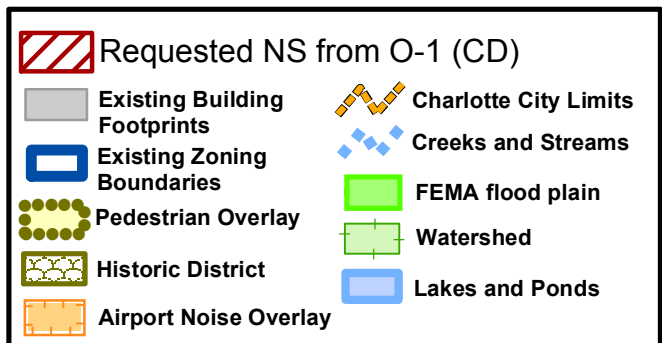 Requested NS from O-1 (CD)
Existing Building
Footprints
Existing Zoning
Boundaries
Pedestrian Overlay
Historic District
Airport Noise Overlay
Charlotte City Limits
Creeks and Streams
FEMA flood plain
Watershed
Lakes and Ponds